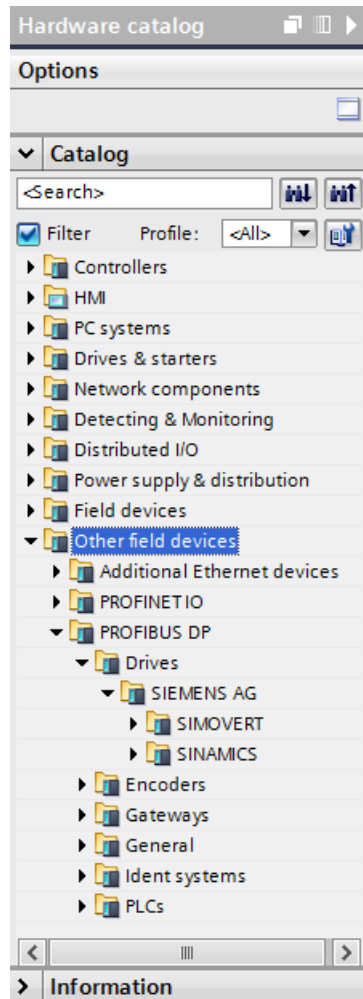 Hardware catalog
Options
Catalog
<Search>
Filter Profile: <All>
Controllers
HMI
PC systems
Drives & starters
Network components
Detecting & Monitoring
Distributed I/O
Power supply & distribution
Field devices
Other field devices
Additional Ethernet devices
PROFINET IO
PROFIBUS DP
Drives
SIEMENS AG
SIMOVERT
SINAMICS
Encoders
Gateways
General
Ident systems
PLCs
Information